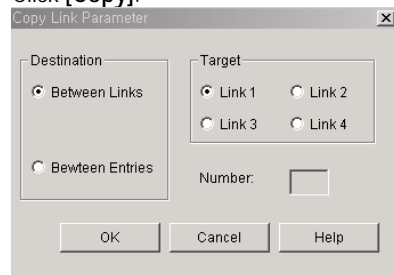 Click [Copy].
Copy Link Parameter
Destination
Between Links
Bewteen Entries
Target
Link 1 Link 2
Link 3 Link 4
Number:
OK Cancel Help